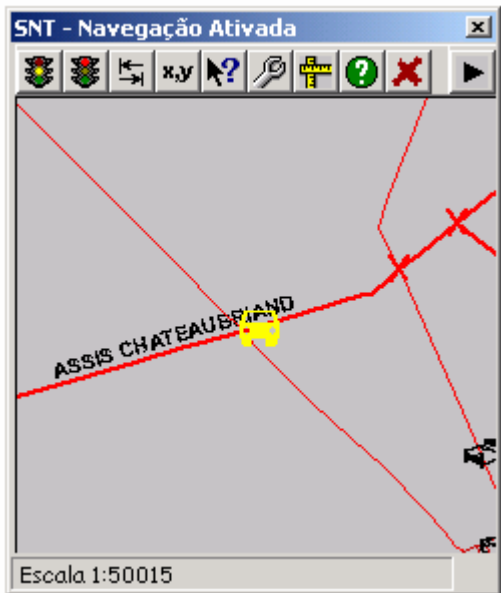 SNT - Navegação Ativada
x,y
?
?
ASSIS CHATEAUBRIAND
Escala 1:50015